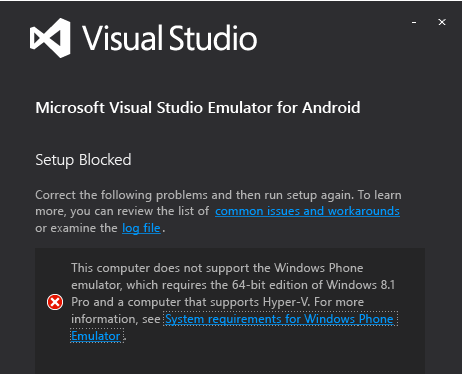 Visual Studio
Microsoft Visual Studio Emulator for Android
Setup Blocked
Correct the following problems and then run setup again. To learn
more, you can review the list of common issues and workarounds
or examine the log file.
This computer does not support the Windows Phone
emulator, which requires the 64-bit edition of Windows 8.1
Pro and a computer that supports Hyper-V. For more
information, see System requirements for Windows Phone
Emulator.